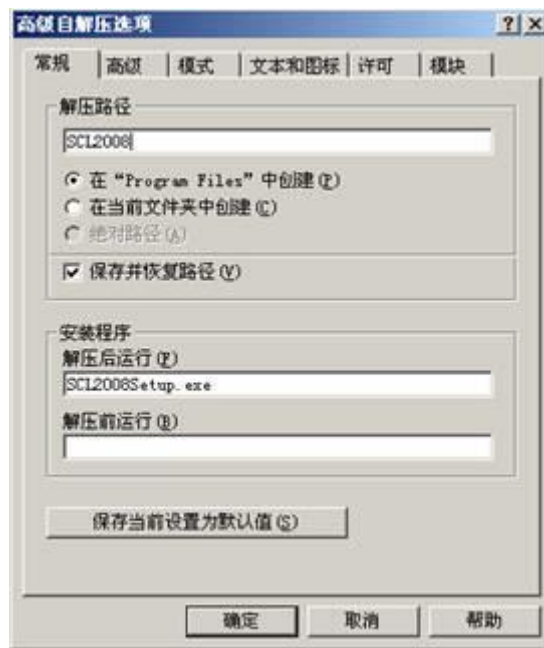 高级自解压选项
常规 高级 模式 文本和图标 许可 模块
解压路径
SCL2008
在“Program Files”中创建(P)
在当前文件夹中创建(C)
绝对路径(A)
保存并恢复路径(V)
安装程序
解压后运行(F)
SCL2008Setup.exe
解压前运行(B)
保存当前设置为默认值(S)
确定 取消 帮助